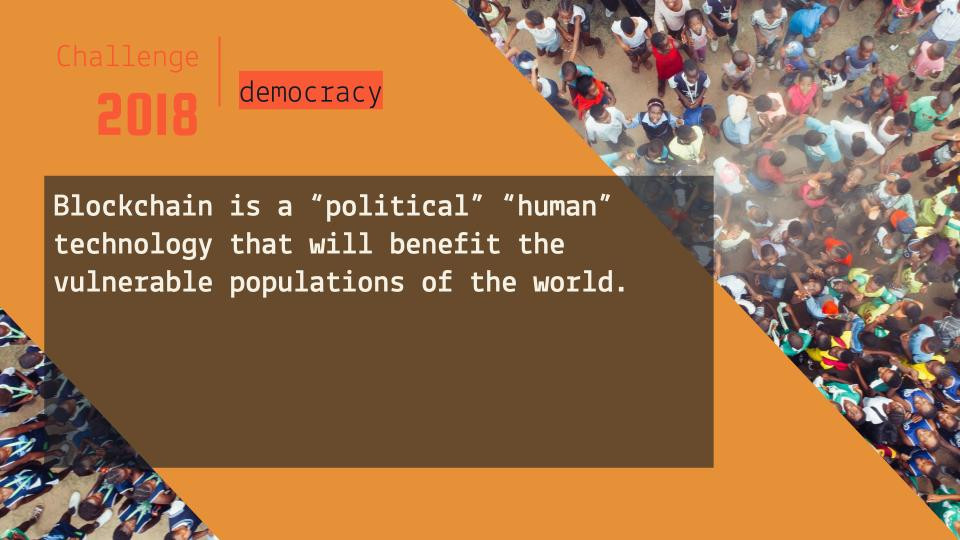 Challenge
2018
democracy
Blockchain is a “political” “human”
technology that will benefit the
vulnerable populations of the world.